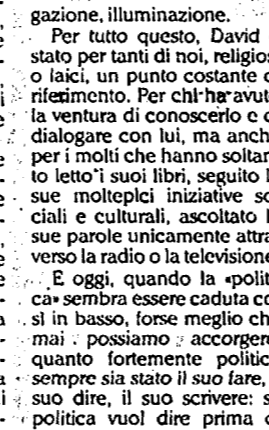 gazione, illuminazione.
Per tutto questo, David
stato per tanti di noi, religios
o laici, un punto costante d
riferimento. Per chi ha avut
la ventura di conoscerlo e d
dialogare con lui, ma anch
per i molti che hanno soltan
to letto i suoi libri, seguito l
sue molteplci iniziative so
ciali e culturali, ascoltato l
sue parole unicamente attra
verso la radio o la televisione
E oggi, quando la «polit
ca» sembra essere caduta co
sì in basso, forse meglio ch
mai possiamo accorger
quanto fortemente politic
sempre sia stato il suo fare,
suo dire, il suo scrivere: s
politica vuol dire prima d